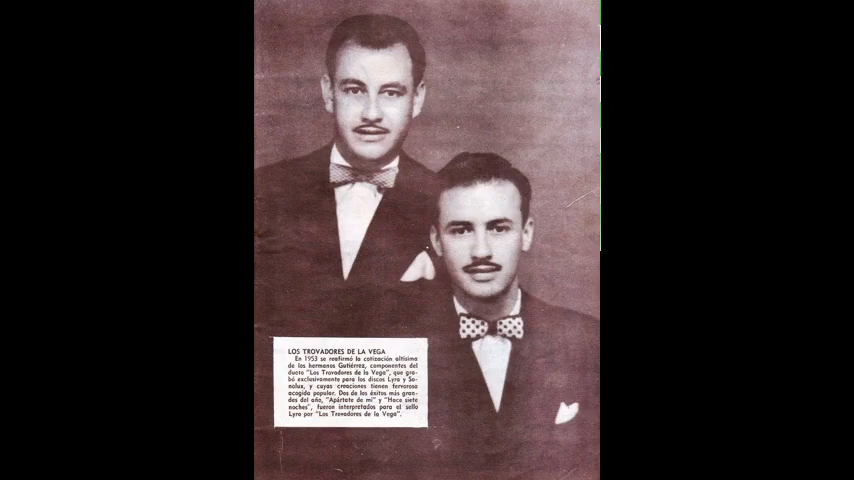 LOS TROVADORES DE LA VEGA
En 1953 se reafirmó la cotización altísima
de los hermanos Gutiérrez, componentes del
dueto "Los Trovadores de la Vega", que gra-
bó exclusivamente para los discos Lyra y So-
nolux, y cuyas creaciones tienen fervorosa
acogida popular. Dos de los éxitos más gran-
des del año, "Apártate de mí" y "Hace siete
noches", fueron interpretados para el sello
Lyra por "Los Trovadores de la Vega".